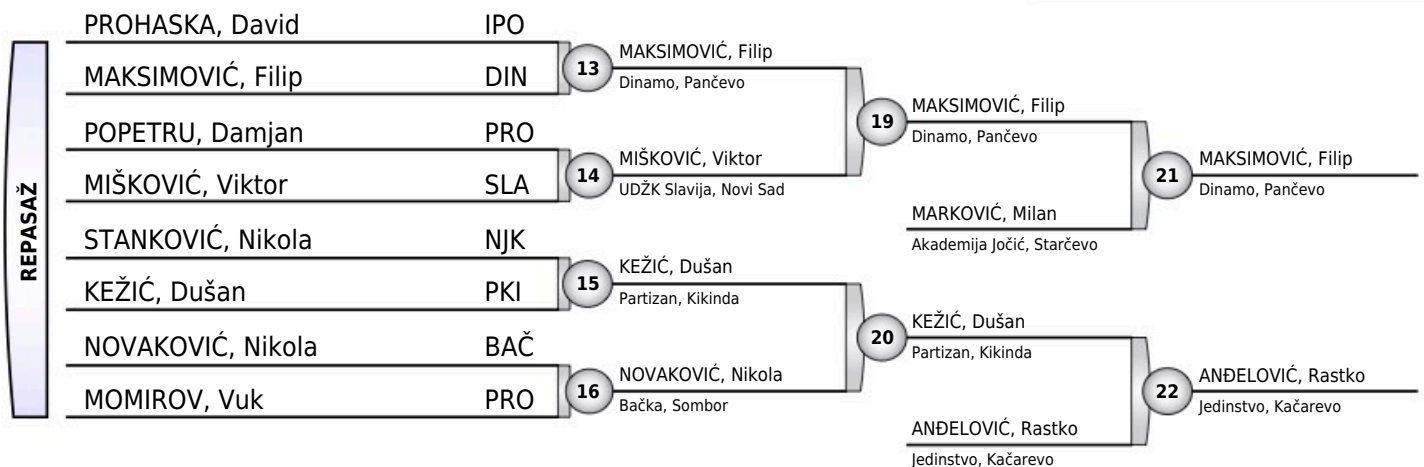 REPASAŽ
PROHASKA, David IPO
MAKSIMOVIĆ, Filip DIN
POPETRU, Damjan PRO
MIŠKOVIĆ, Viktor SLA
STANKOVIĆ, Nikola NJK
KEŽIĆ, Dušan PKI
NOVAKOVIĆ, Nikola BAČ
MOMIROV, Vuk PRO
13
MAKSIMOVIĆ, Filip
Dinamo, Pančevo
14
MIŠKOVIĆ, Viktor
UDŽK Slavija, Novi Sad
15
KEŽIĆ, Dušan
Partizan, Kikinda
16
NOVAKOVIĆ, Nikola
Bačka, Sombor
19
MAKSIMOVIĆ, Filip
Dinamo, Pančevo
MARKOVIĆ, Milan
Akademija Jočić, Starčevo
20
KEŽIĆ, Dušan
Partizan, Kikinda
ANĐELOVIĆ, Rastko
Jedinstvo, Kačarevo
21
MAKSIMOVIĆ, Filip
Dinamo, Pančevo
22
ANĐELOVIĆ, Rastko
Jedinstvo, Kačarevo